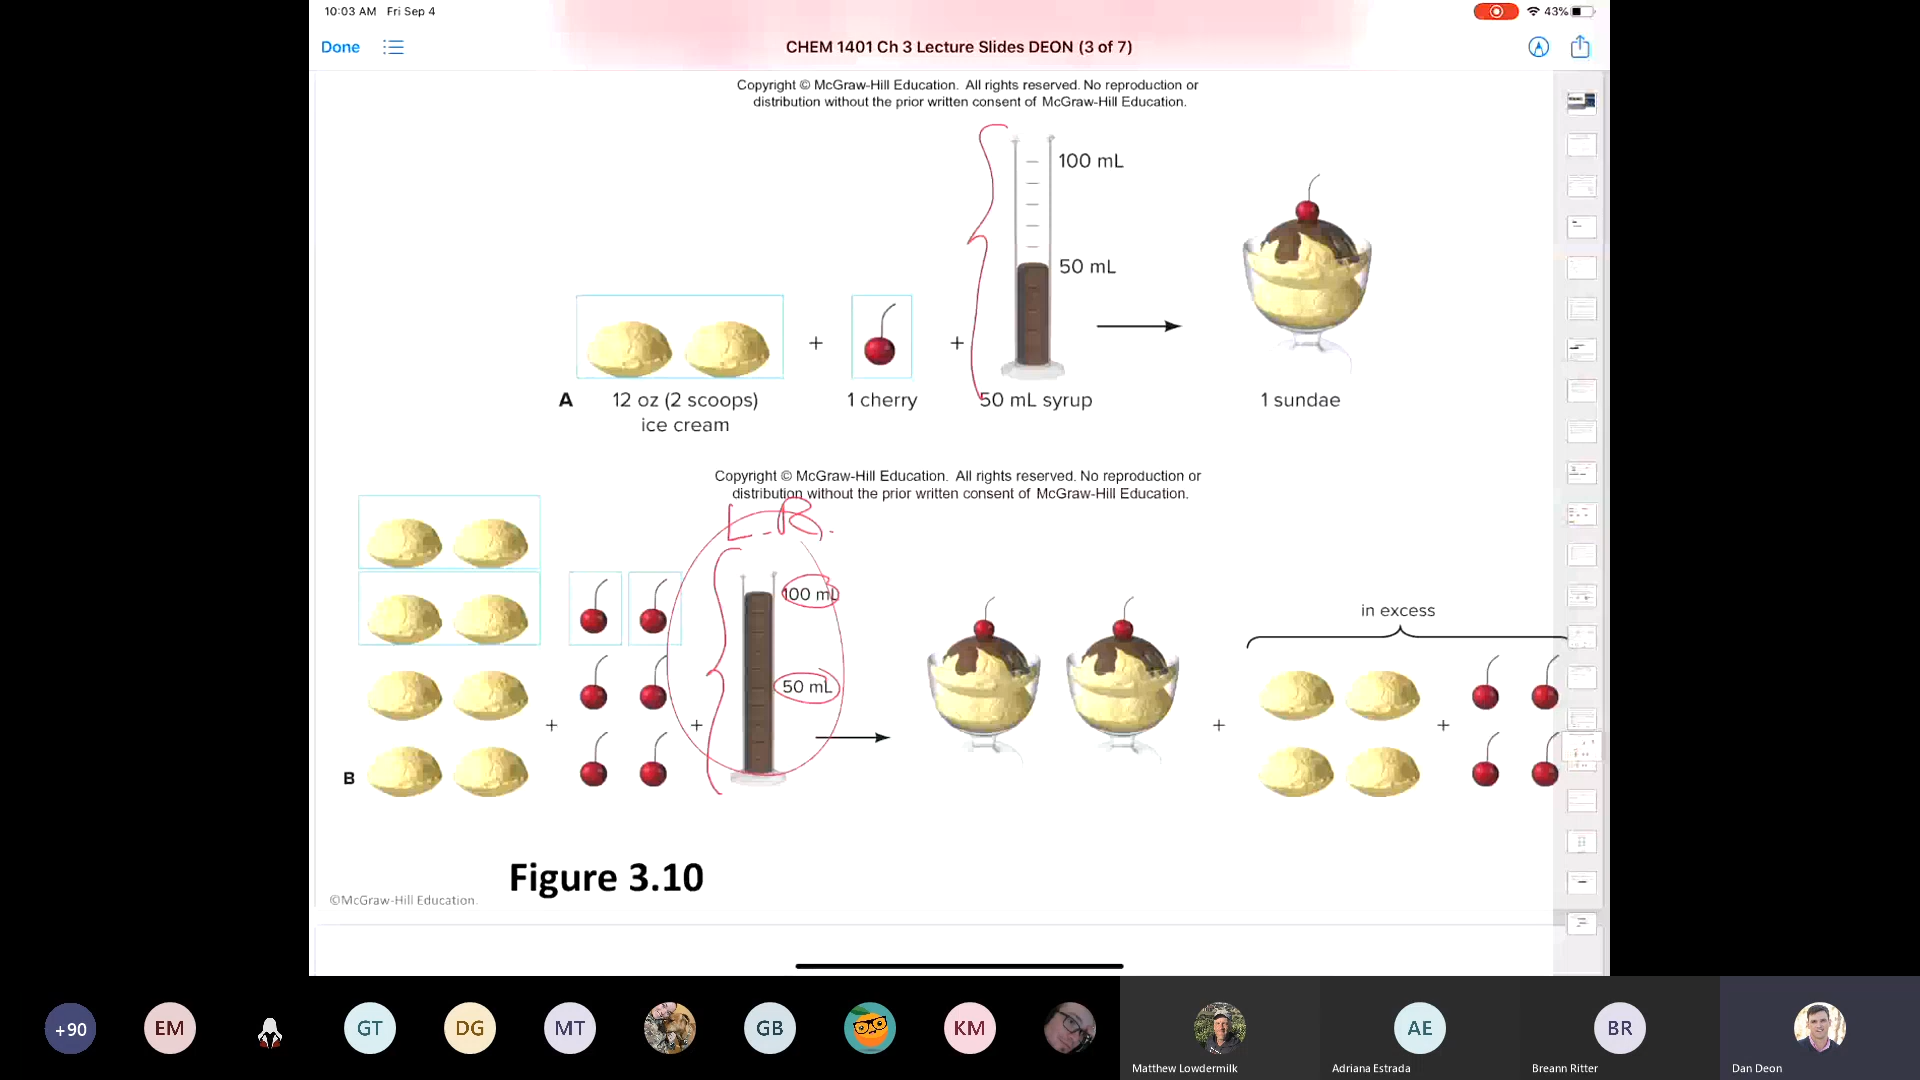 10:03 AM Fri Sep 4
43%
Done
CHEM 1401 Ch 3 Lecture Slides DEON (3 of 7)
Copyright © McGraw-Hill Education. All rights reserved. No reproduction or
distribution without the prior written consent of McGraw-Hill Education.
100 mL
50 mL
+
+
A
12 oz (2 scoops)
ice cream
1 cherry
50 mL syrup
1 sundae
Copyright © McGraw-Hill Education. All rights reserved. No reproduction or
distribution without the prior written consent of McGraw-Hill Education.
L.R.
100 mL
50 mL
in excess
+
+
+
+
B
Figure 3.10
©McGraw-Hill Education.
+90
EM
GT
DG
MT
GB
KM
AE
BR
Matthew Lowdermilk
Adriana Estrada
Breann Ritter
Dan Deon